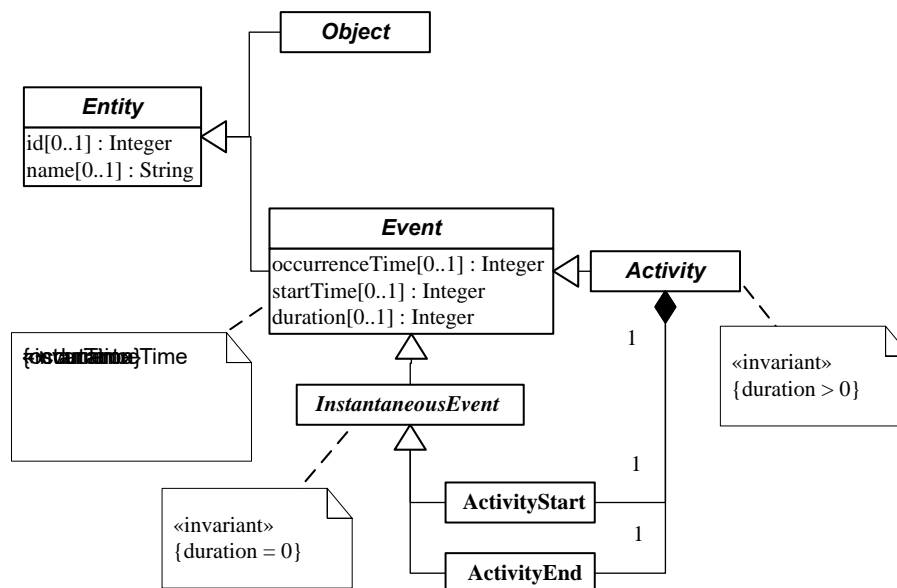 Object
Entity
id[0..1] : Integer
name[0..1] : String
Event
occurrenceTime[0..1] : Integer
startTime[0..1] : Integer
duration[0..1] : Integer
Activity
1
«invariant»
{duration > 0}
InstantaneousEvent
1
ActivityStart
«invariant»
{duration = 0}
1
ActivityEnd